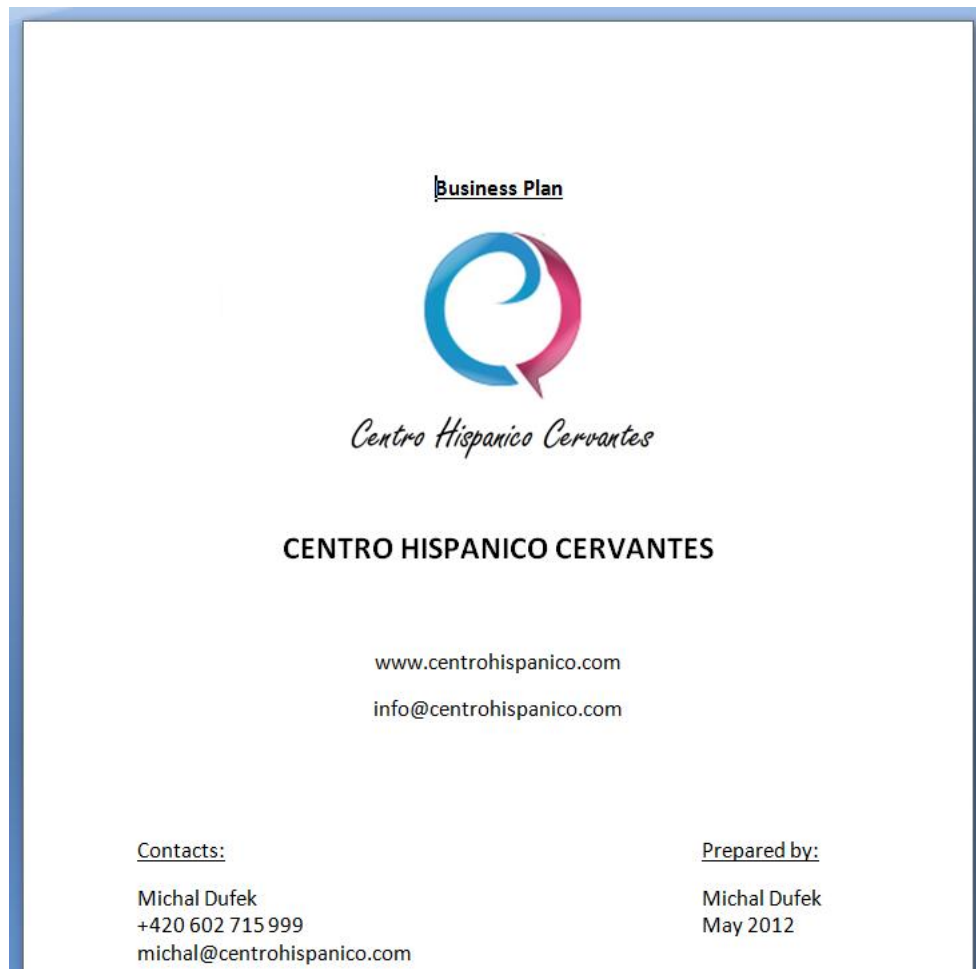 Business Plan
Centro Hispanico Cervantes
CENTRO HISPANICO CERVANTES
www.centrohispanico.com
info@centrohispanico.com
Contacts:
Michal Dufek
+420 602 715 999
michal@centrohispanico.com
Prepared by:
Michal Dufek
May 2012